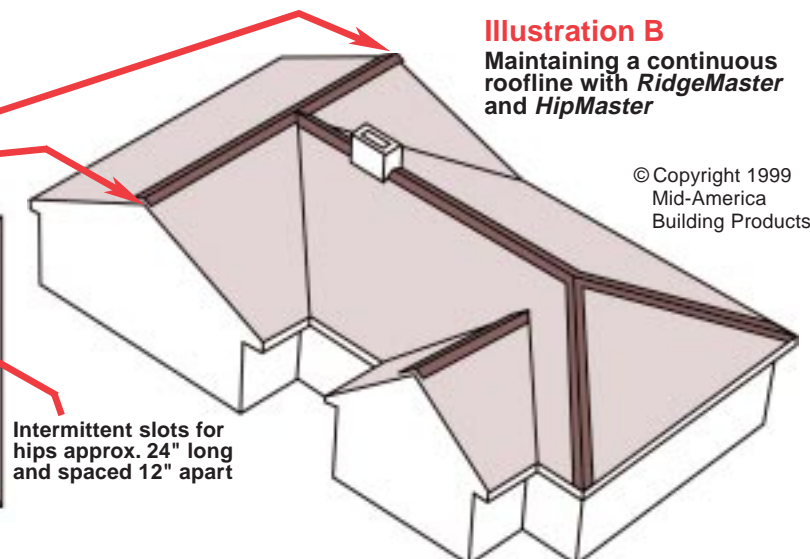 Illustration B
Maintaining a continuous
roofline with RidgeMaster
and HipMaster
© Copyright 1999
Mid-America
Building Products
Intermittent slots for
hips approx. 24" long
and spaced 12" apart